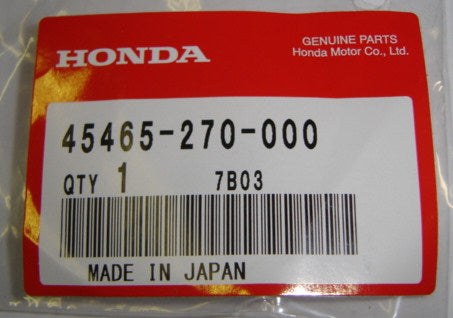 HONDA
GENUINE PARTS
Honda Motor Co., Ltd.
45465-270-000
QTY 1 7B03
MADE IN JAPAN